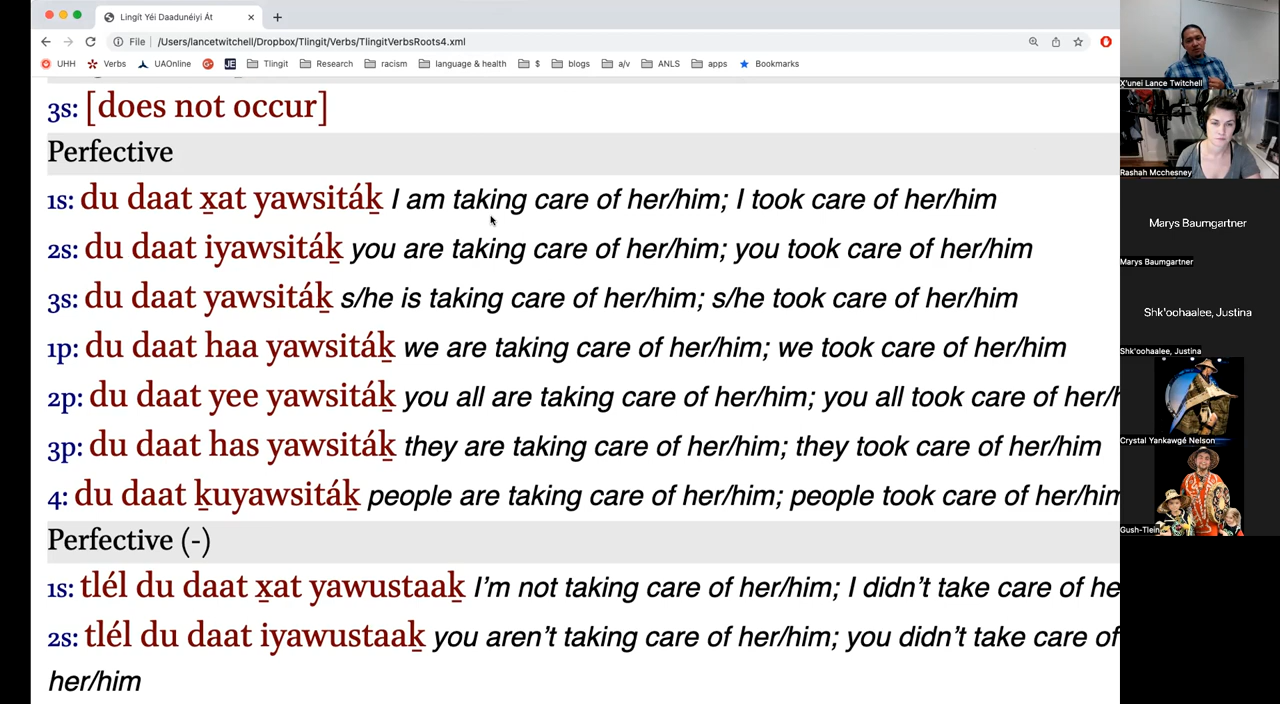 Lingít Yéi Daadunéiyi Át
File
/Users/lancetwitchell/Dropbox/Tlingit/Verbs/TlingitVerbsRoots4.xml
UHH Verbs UAOnline JE Tlingit Research racism language & health $ blogs a/v ANLS apps Bookmarks
3s: [does not occur]
Perfective
1s: du daat x̱at yawsitáḵ I am taking care of her/him; I took care of her/him
2s: du daat iyawsitáḵ you are taking care of her/him; you took care of her/him
3s: du daat yawsitáḵ s/he is taking care of her/him; s/he took care of her/him
1p: du daat haa yawsitáḵ we are taking care of her/him; we took care of her/him
2p: du daat yee yawsitáḵ you all are taking care of her/him; you all took care of her/h
3p: du daat has yawsitáḵ they are taking care of her/him; they took care of her/him
4: du daat ḵuyawsitáḵ people are taking care of her/him; people took care of her/him
Perfective (-)
1s: tlél du daat x̱at yawustaaḵ I’m not taking care of her/him; I didn’t take care of he
2s: tlél du daat iyawustaaḵ you aren’t taking care of her/him; you didn’t take care of
her/him
X̱'unei Lance Twitchell
Rashah Mcchesney
Marys Baumgartner
Marys Baumgartner
Shk'oohaalee, Justina
Shk'oohaalee, Justina
Crystal Yankawgé Nelson
Gush-Tlein